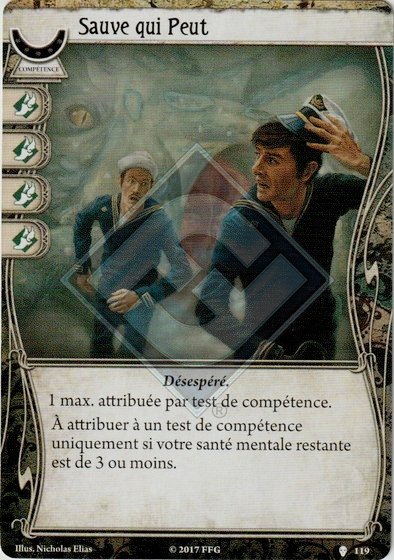 Sauve qui Peut
COMPÉTENCE
Désespéré.
1 max. attribuée par test de compétence.
À attribuer à un test de compétence
uniquement si votre santé mentale restante
est de 3 ou moins.
®
Illus. Nicholas Elias
© 2017 FFG
119